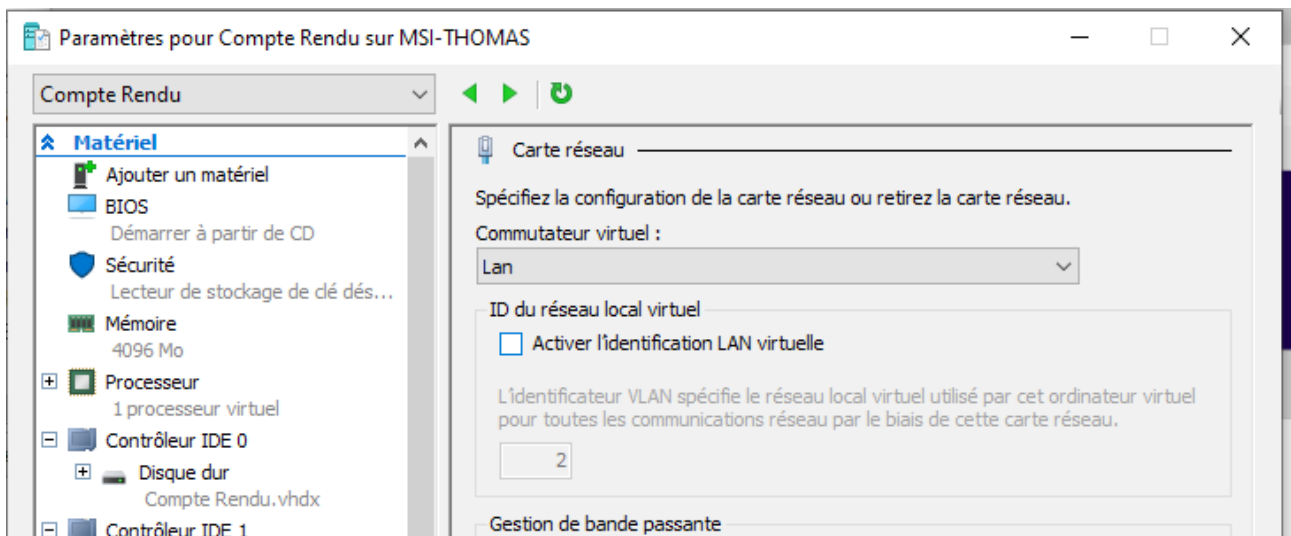 Paramètres pour Compte Rendu sur MSI-THOMAS
Compte Rendu
Matériel
Ajouter un matériel
BIOS
Démarrer à partir de CD
Sécurité
Lecteur de stockage de clé dés...
Mémoire
4096 Mo
Processeur
1 processeur virtuel
Contrôleur IDE 0
Disque dur
Compte Rendu.vhdx
Contrôleur IDE 1
Carte réseau
Spécifiez la configuration de la carte réseau ou retirez la carte réseau.
Commutateur virtuel :
Lan
ID du réseau local virtuel
Activer l'identification LAN virtuelle
L'identificateur VLAN spécifie le réseau local virtuel utilisé par cet ordinateur virtuel
pour toutes les communications réseau par le biais de cette carte réseau.
2
Gestion de bande passante